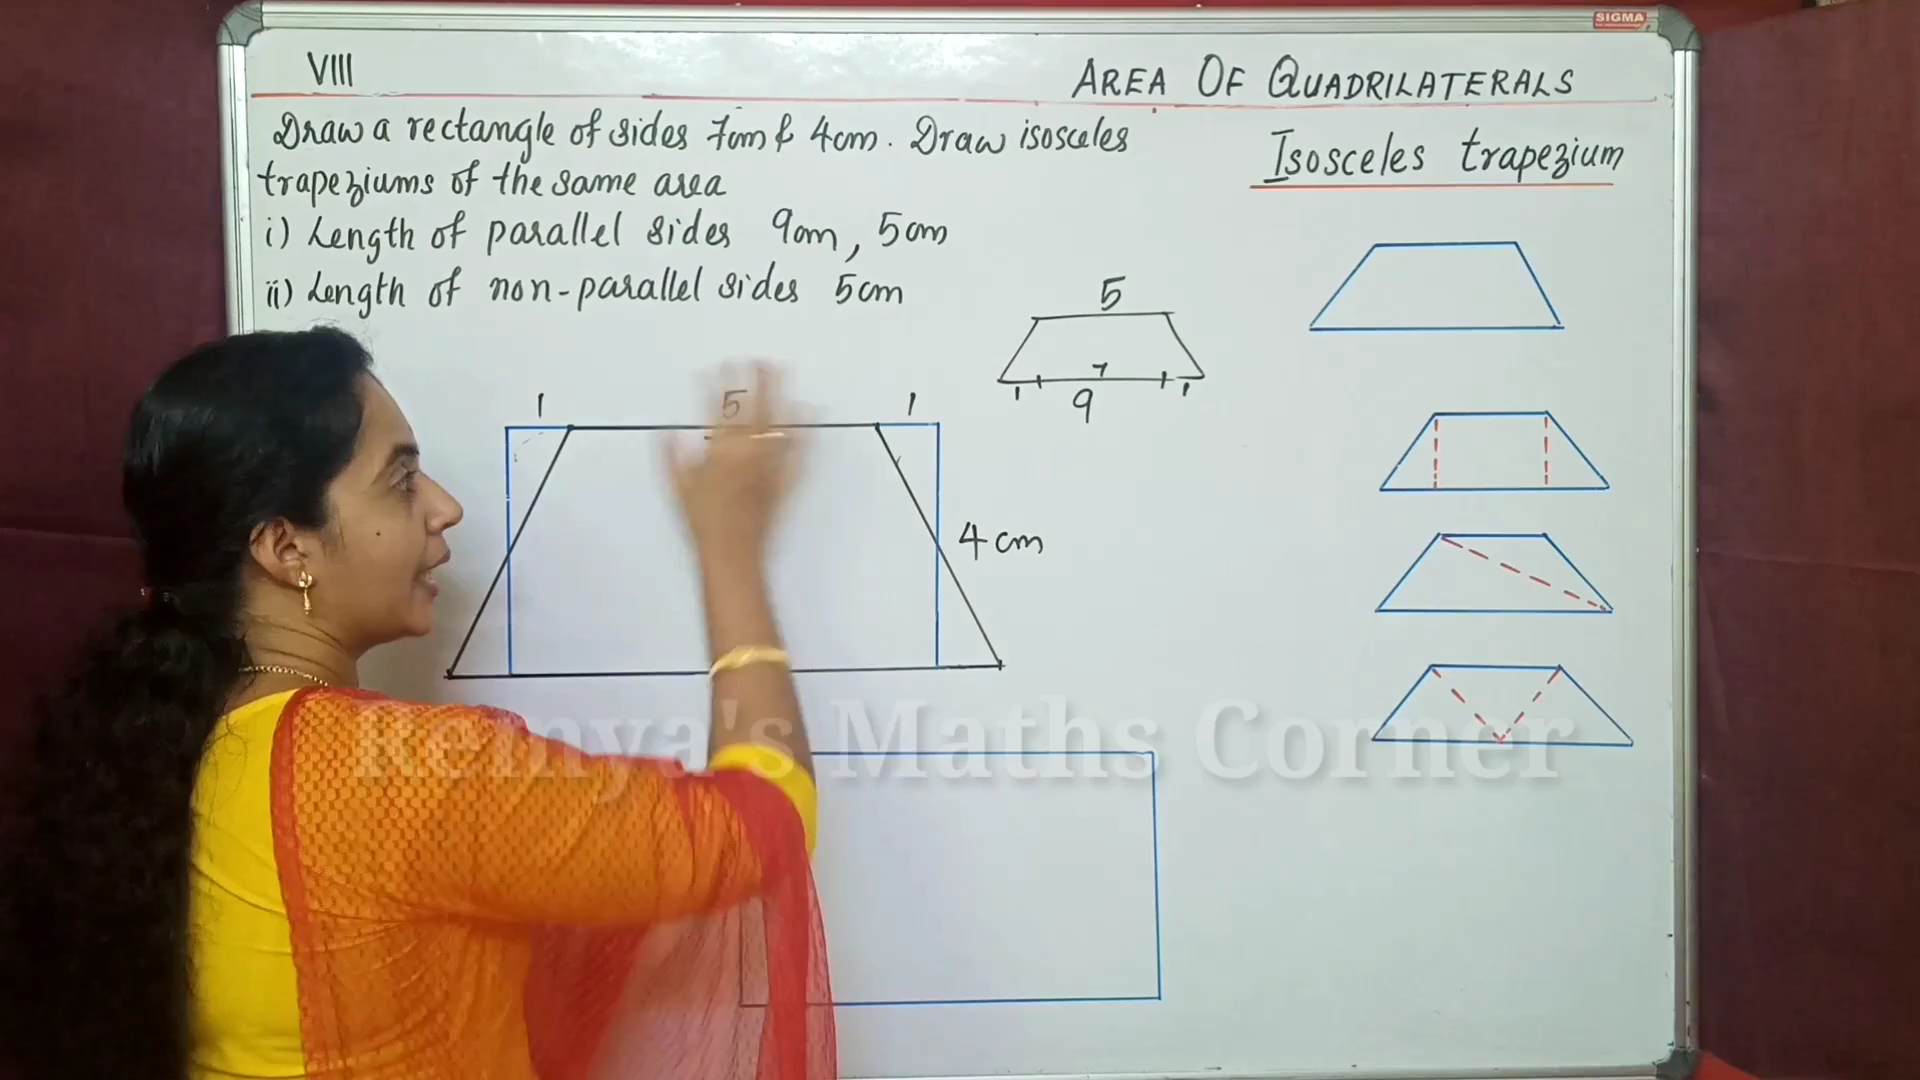 SIGMA
VIII
AREA OF QUADRILATERALS
Draw a rectangle of sides 7cm & 4cm. Draw isosceles
trapeziums of the same area
i) Length of parallel sides 9cm, 5cm
ii) Length of non-parallel sides 5cm
Isosceles trapezium
5
7
1
1
9
1
5
1
4 cm
Remya's Maths Corner